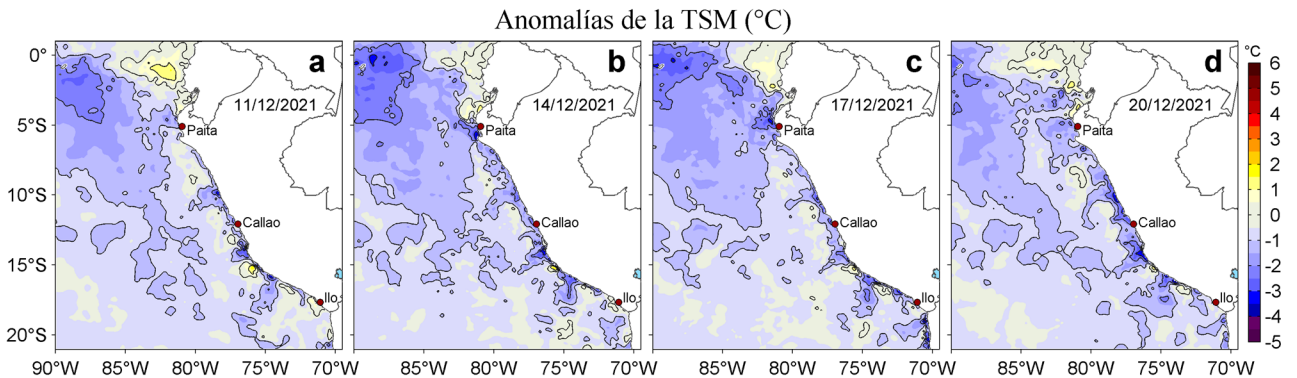 Anomalías de la TSM (°C)
a
11/12/2021
Paita
Callao
Ilo
b
14/12/2021
Paita
Callao
Ilo
c
17/12/2021
Paita
Callao
Ilo
d
20/12/2021
Paita
Callao
Ilo
0°
5°S
10°S
15°S
20°S
90°W 85°W 80°W 75°W 70°W
85°W 80°W 75°W 70°W
85°W 80°W 75°W 70°W
85°W 80°W 75°W 70°W
°C
6
5
4
3
2
1
0
-1
-2
-3
-4
-5